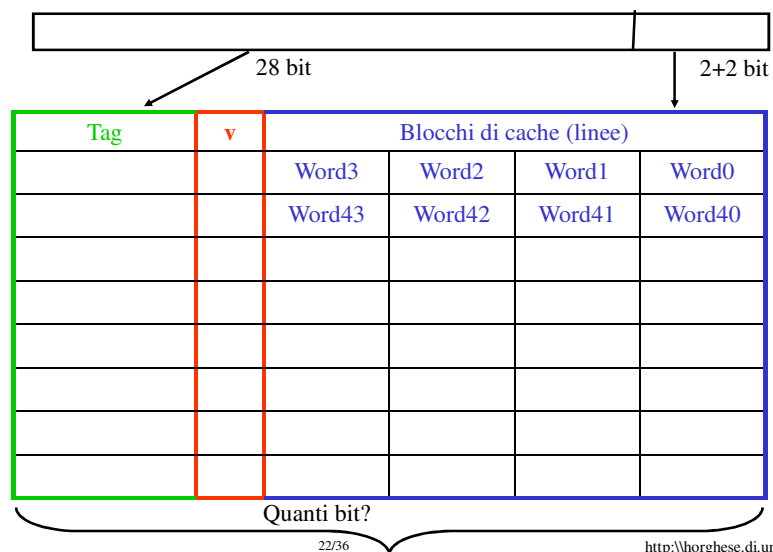 28 bit
2+2 bit
Tag v Blocchi di cache (linee)
Word3 Word2 Word1 Word0
Word43 Word42 Word41 Word40
Quanti bit?
22/36
http:\\borghese.di.un